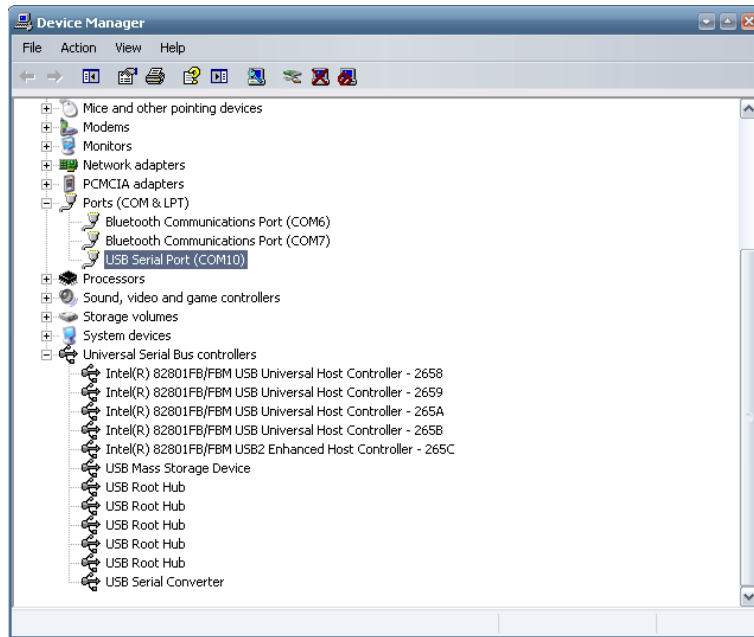 Device Manager
File Action View Help
Mice and other pointing devices
Modems
Monitors
Network adapters
PCMCIA adapters
Ports (COM & LPT)
Bluetooth Communications Port (COM6)
Bluetooth Communications Port (COM7)
USB Serial Port (COM10)
Processors
Sound, video and game controllers
Storage volumes
System devices
Universal Serial Bus controllers
Intel(R) 82801FB/FBM USB Universal Host Controller - 2658
Intel(R) 82801FB/FBM USB Universal Host Controller - 2659
Intel(R) 82801FB/FBM USB Universal Host Controller - 265A
Intel(R) 82801FB/FBM USB Universal Host Controller - 265B
Intel(R) 82801FB/FBM USB2 Enhanced Host Controller - 265C
USB Mass Storage Device
USB Root Hub
USB Root Hub
USB Root Hub
USB Root Hub
USB Root Hub
USB Serial Converter